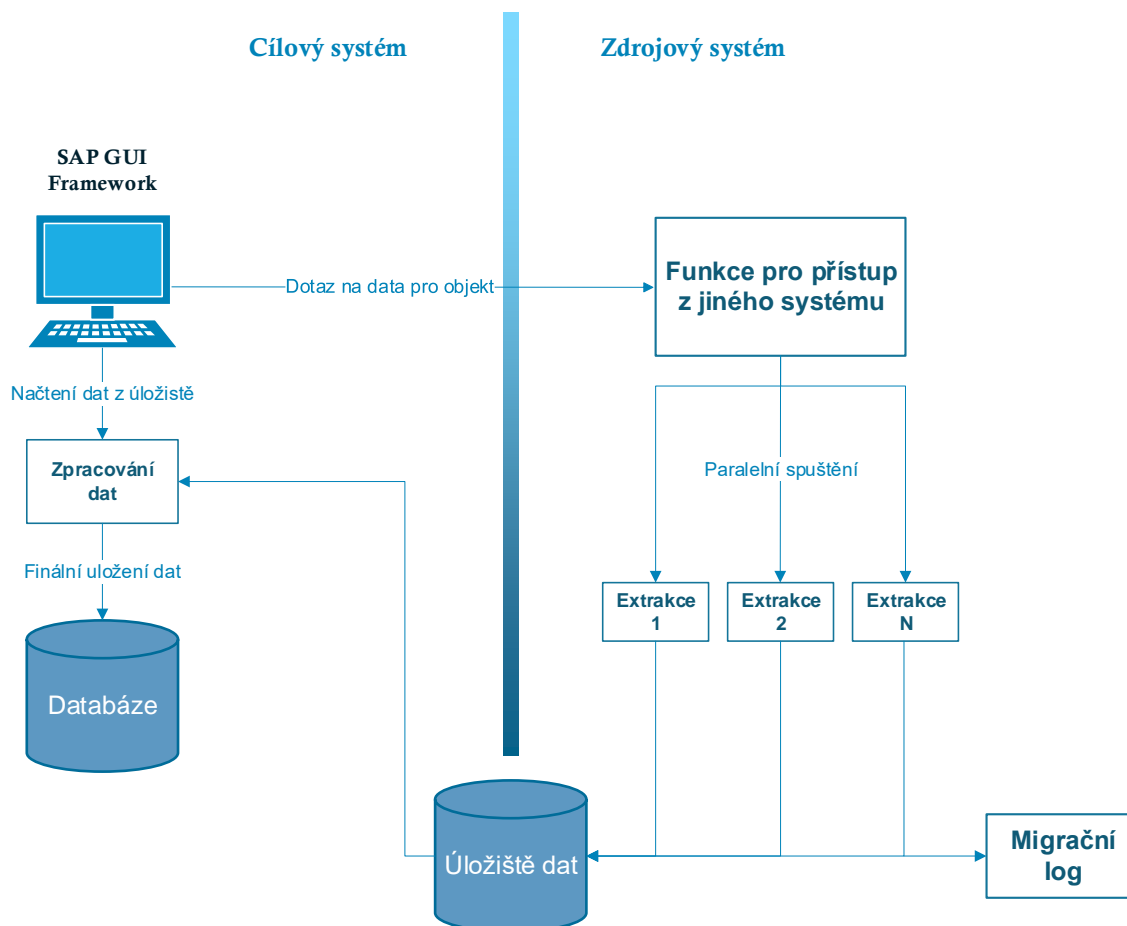 Cílový systém
Zdrojový systém
SAP GUI
Framework
Dotaz na data pro objekt
Funkce pro přístup
z jiného systému
Načtení dat z úložistě
Zpracování
dat
Paralelní spuštění
Finální uložení dat
Extrakce
1
Extrakce
2
Extrakce
N
Databáze
Úložiště dat
Migrační
log